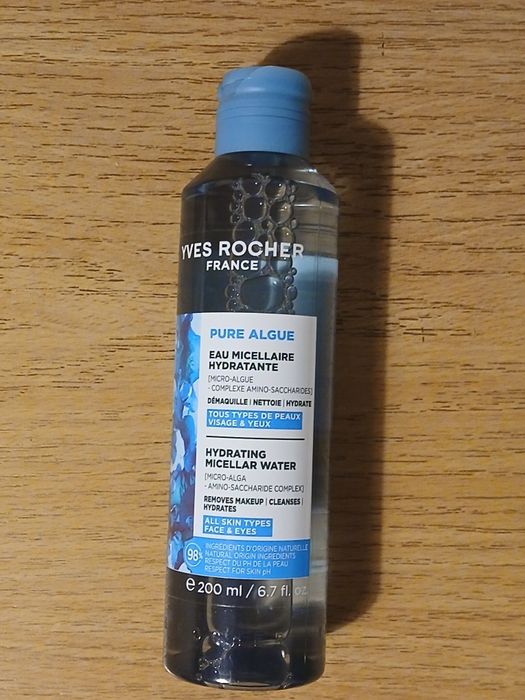 YVES ROCHER
FRANCE
PURE ALGUE
EAU MICELLAIRE
HYDRATANTE
[MICRO-ALGUE
- COMPLEXE AMINO-SACCHARIDES]
DÉMAQUILLE | NETTOIE | HYDRATE
TOUS TYPES DE PEAUX
VISAGE & YEUX
HYDRATING
MICELLAR WATER
[MICRO-ALGA
- AMINO-SACCHARIDE COMPLEX]
REMOVES MAKEUP | CLEANSES |
HYDRATES
ALL SKIN TYPES
FACE & EYES
98%
INGRÉDIENTS D'ORIGINE NATURELLE
NATURAL ORIGIN INGREDIENTS
RESPECT DU PH DE LA PEAU
RESPECT FOR SKIN pH
e 200 ml / 6.7 fl. oz.